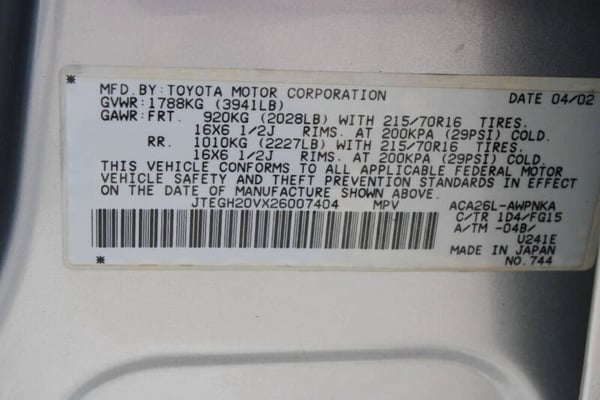 MFD. BY: TOYOTA MOTOR CORPORATION DATE 04/02
GVWR: 1788KG (3941LB)
GAWR: FRT. 920KG (2028LB) WITH 215/70R16 TIRES.
16X6 1/2J RIMS. AT 200KPA (29PSI) COLD.
RR. 1010KG (2227LB) WITH 215/70R16 TIRES.
16X6 1/2J RIMS. AT 200KPA (29PSI) COLD.
THIS VEHICLE CONFORMS TO ALL APPLICABLE FEDERAL MOTOR
VEHICLE SAFETY AND THEFT PREVENTION STANDARDS IN EFFECT
ON THE DATE OF MANUFACTURE SHOWN ABOVE.
JTEGH20VX26007404 MPV ACA26L-AWPNKA
C/TR 1D4/FG15
A/TM -04B/
U241E
MADE IN JAPAN
NO. 744